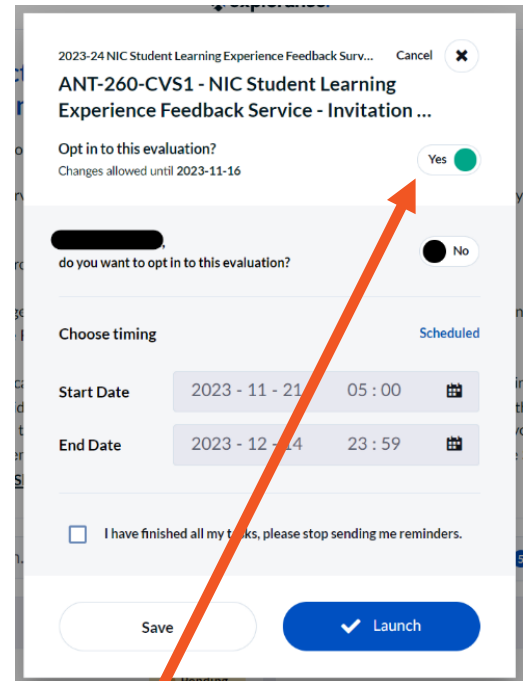 explorance.
2023-24 NIC Student Learning Experience Feedback Surv... Cancel
ANT-260-CVS1 - NIC Student Learning
Experience Feedback Service - Invitation ...
Opt in to this evaluation?
Yes
Changes allowed until 2023-11-16
,
do you want to opt in to this evaluation?
No
Choose timing Scheduled
Start Date 2023 - 11 - 21 05 : 00
End Date 2023 - 12 - 14 23 : 59
I have finished all my tasks, please stop sending me reminders.
Save Launch
Pending